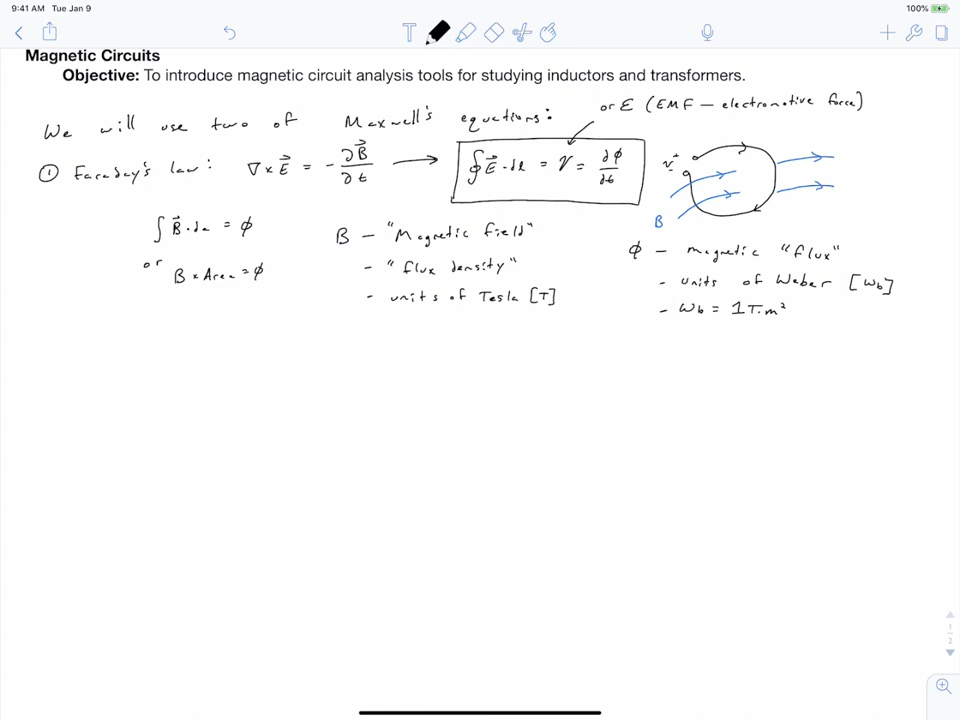 9:41 AM Tue Jan 9
100%
Magnetic Circuits
Objective: To introduce magnetic circuit analysis tools for studying inductors and transformers.
or ε (EMF — electromotive force)
We will use two of Maxwell's equations:
① Faraday's law: ∇×E⃗ = -∂B⃗/∂t → ∮E⃗·dl = V = ∂φ/∂t
v +
-
B
∫B⃗·da = φ
or
B × Area = φ
B — "Magnetic field"
- "flux density"
- units of Tesla [T]
φ — magnetic "flux"
- units of Weber [Wb]
- Wb = 1T·m²
1
2